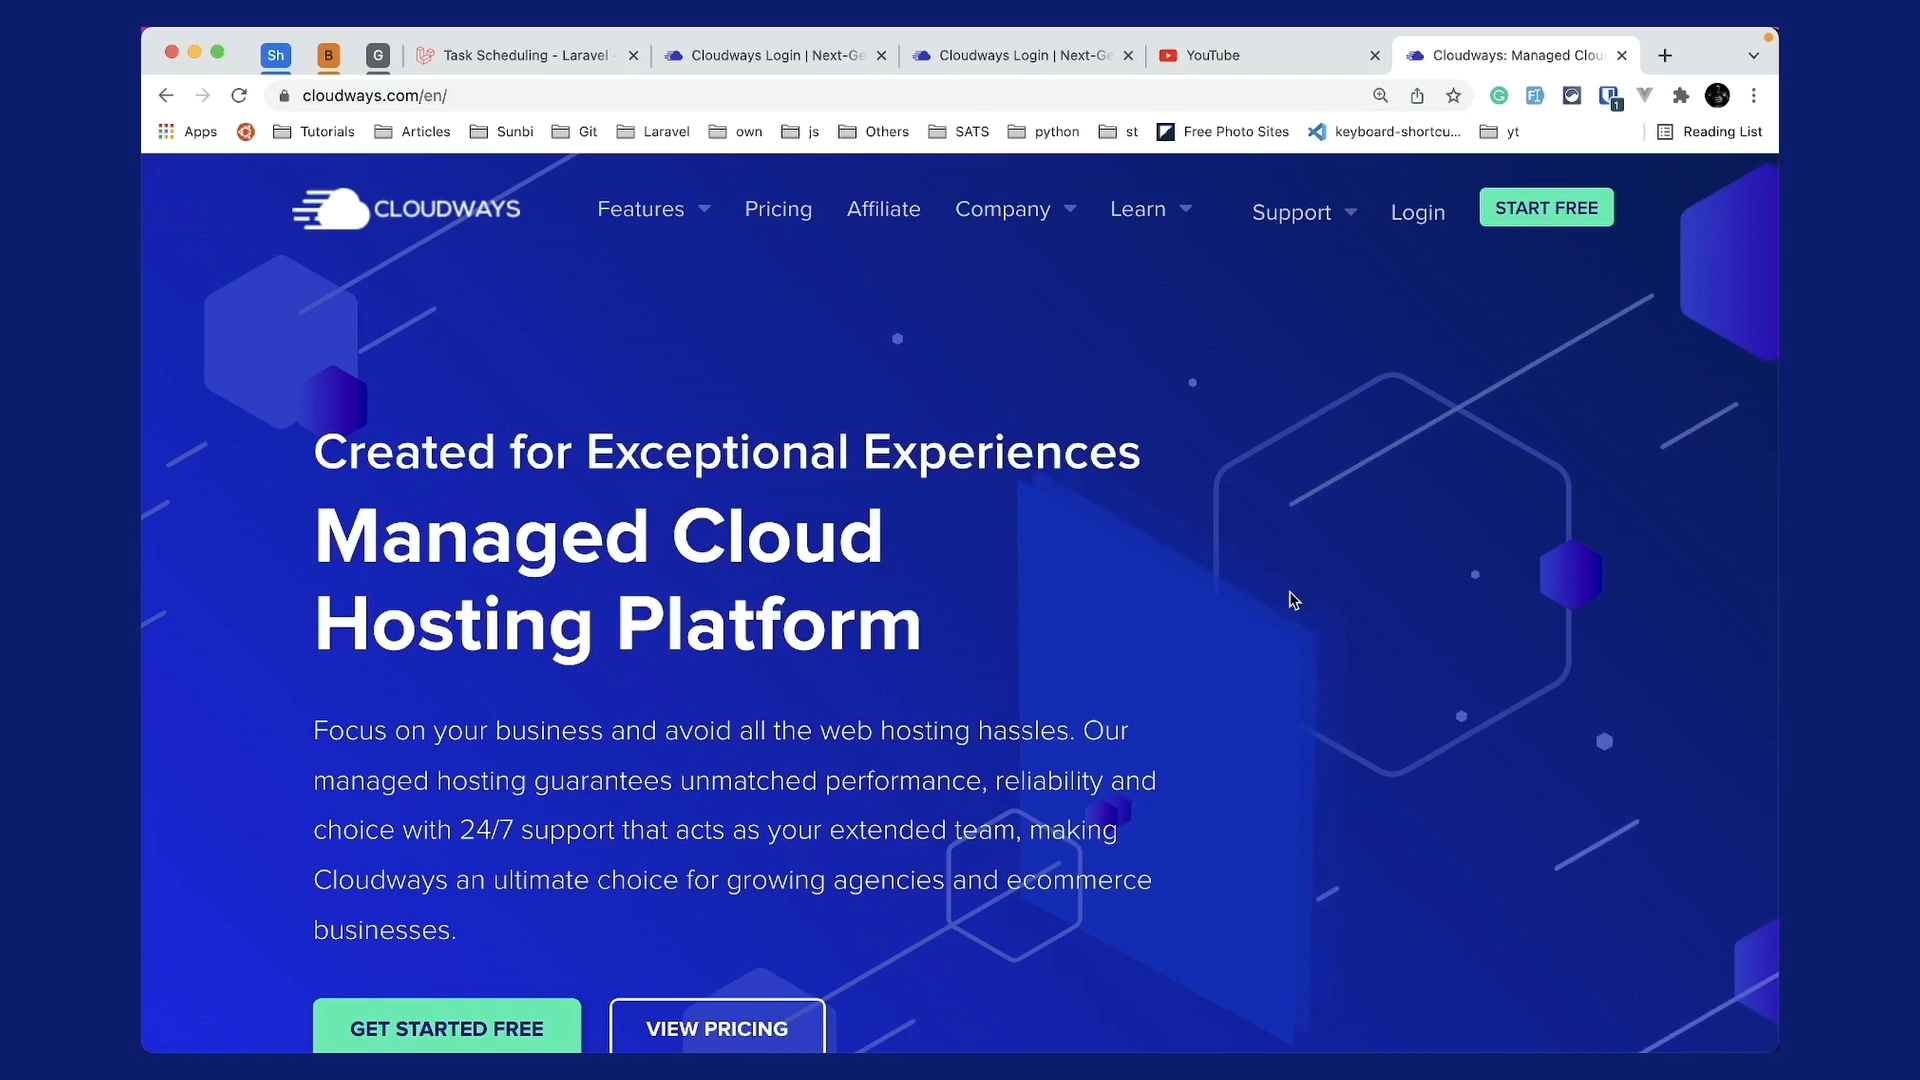 Sh
B
G
Task Scheduling - Laravel -
Cloudways Login | Next-Ge
Cloudways Login | Next-Ge
YouTube
Cloudways: Managed Clou
cloudways.com/en/
1
Apps
Tutorials
Articles
Sunbi
Git
Laravel
own
js
Others
SATS
python
st
Free Photo Sites
keyboard-shortcu...
yt
Reading List
CLOUDWAYS
Features
Pricing
Affiliate
Company
Learn
Support
Login
START FREE
Created for Exceptional Experiences
Managed Cloud
Hosting Platform
Focus on your business and avoid all the web hosting hassles. Our
managed hosting guarantees unmatched performance, reliability and
choice with 24/7 support that acts as your extended team, making
Cloudways an ultimate choice for growing agencies and ecommerce
businesses.
GET STARTED FREE
VIEW PRICING